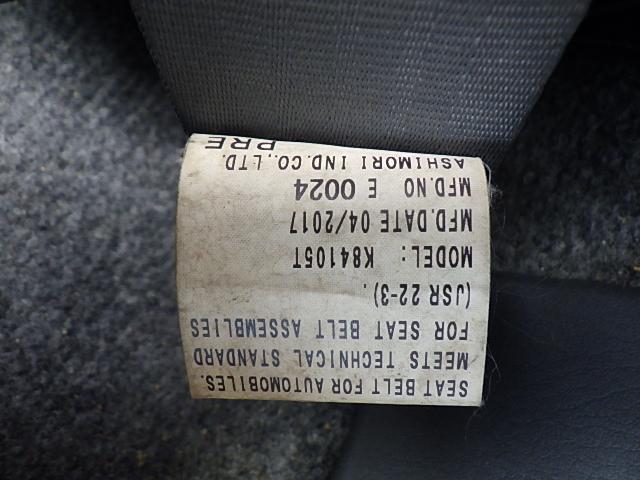 SEAT BELT FOR AUTOMOBILES.
MEETS TECHNICAL STANDARD
FOR SEAT BELT ASSEMBLIES
(JSR 22-3).
MODEL: K84105T
MFD.DATE 04/2017
MFD.NO E 0024
ASHIMORI IND.CO.,LTD.
PRE